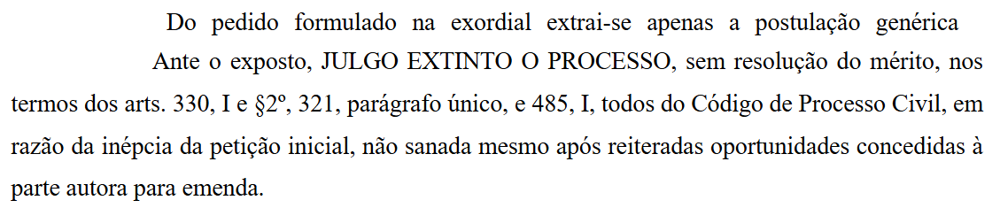 Do pedido formulado na exordial extrai-se apenas a postulação genérica
Ante o exposto, JULGO EXTINTO O PROCESSO, sem resolução do mérito, nos
termos dos arts. 330, I e §2º, 321, parágrafo único, e 485, I, todos do Código de Processo Civil, em
razão da inépcia da petição inicial, não sanada mesmo após reiteradas oportunidades concedidas à
parte autora para emenda.